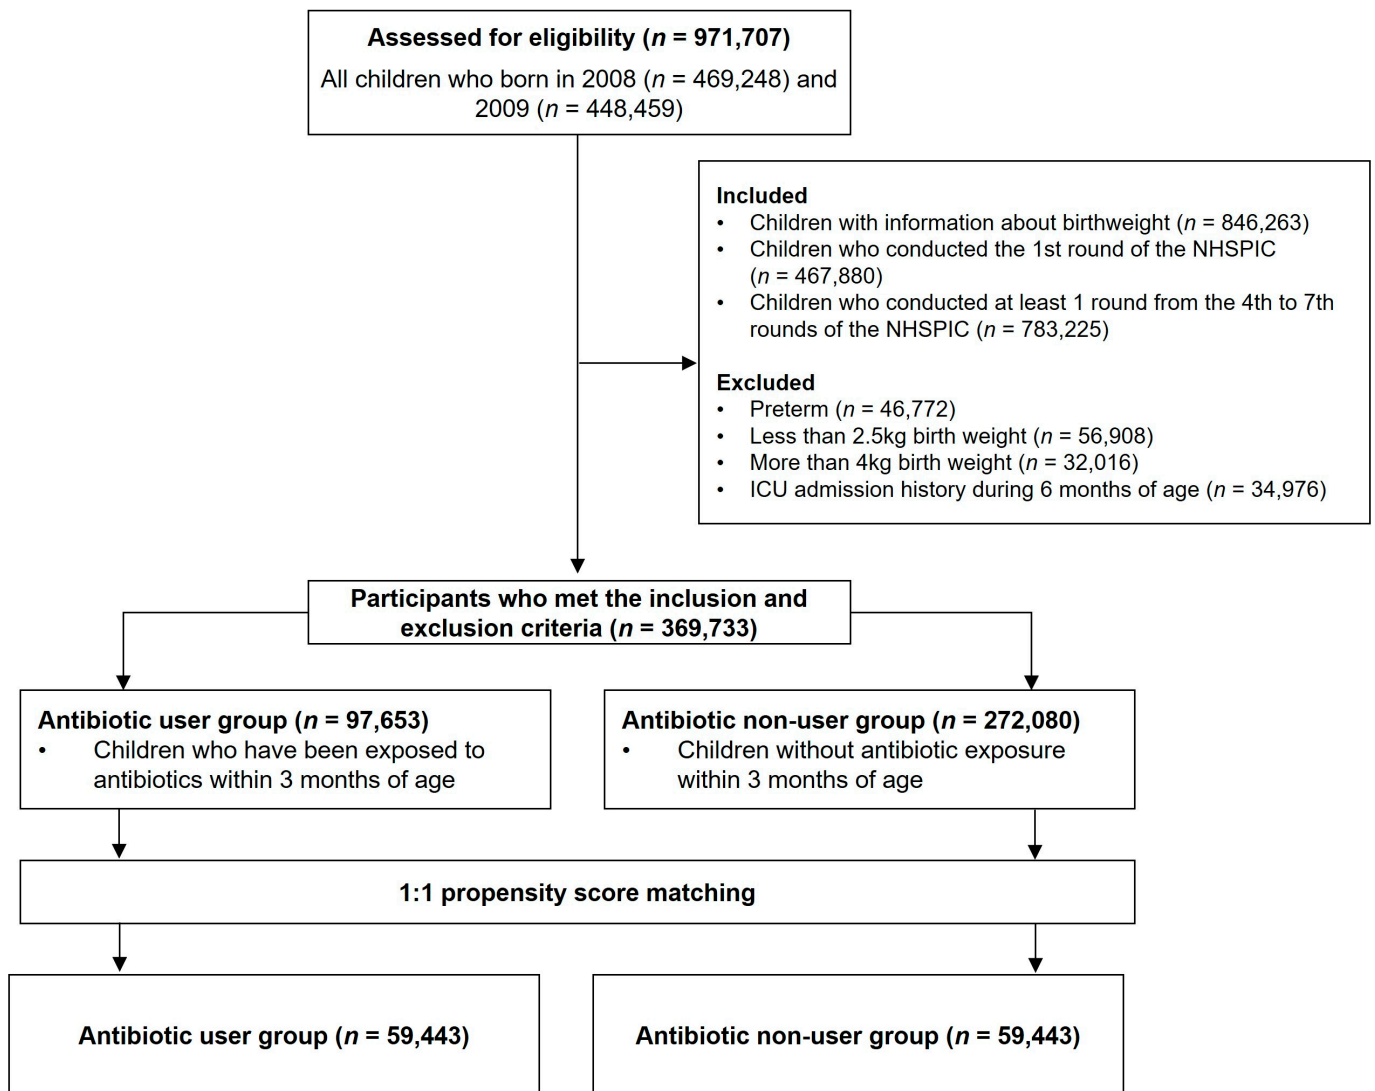 Assessed for eligibility (n = 971,707)
All children who born in 2008 (n = 469,248) and
2009 (n = 448,459)
Included
• Children with information about birthweight (n = 846,263)
• Children who conducted the 1st round of the NHSPIC
(n = 467,880)
• Children who conducted at least 1 round from the 4th to 7th
rounds of the NHSPIC (n = 783,225)
Excluded
• Preterm (n = 46,772)
• Less than 2.5kg birth weight (n = 56,908)
• More than 4kg birth weight (n = 32,016)
• ICU admission history during 6 months of age (n = 34,976)
Participants who met the inclusion and
exclusion criteria (n = 369,733)
Antibiotic user group (n = 97,653)
• Children who have been exposed to
antibiotics within 3 months of age
Antibiotic non-user group (n = 272,080)
• Children without antibiotic exposure
within 3 months of age
1:1 propensity score matching
Antibiotic user group (n = 59,443)
Antibiotic non-user group (n = 59,443)